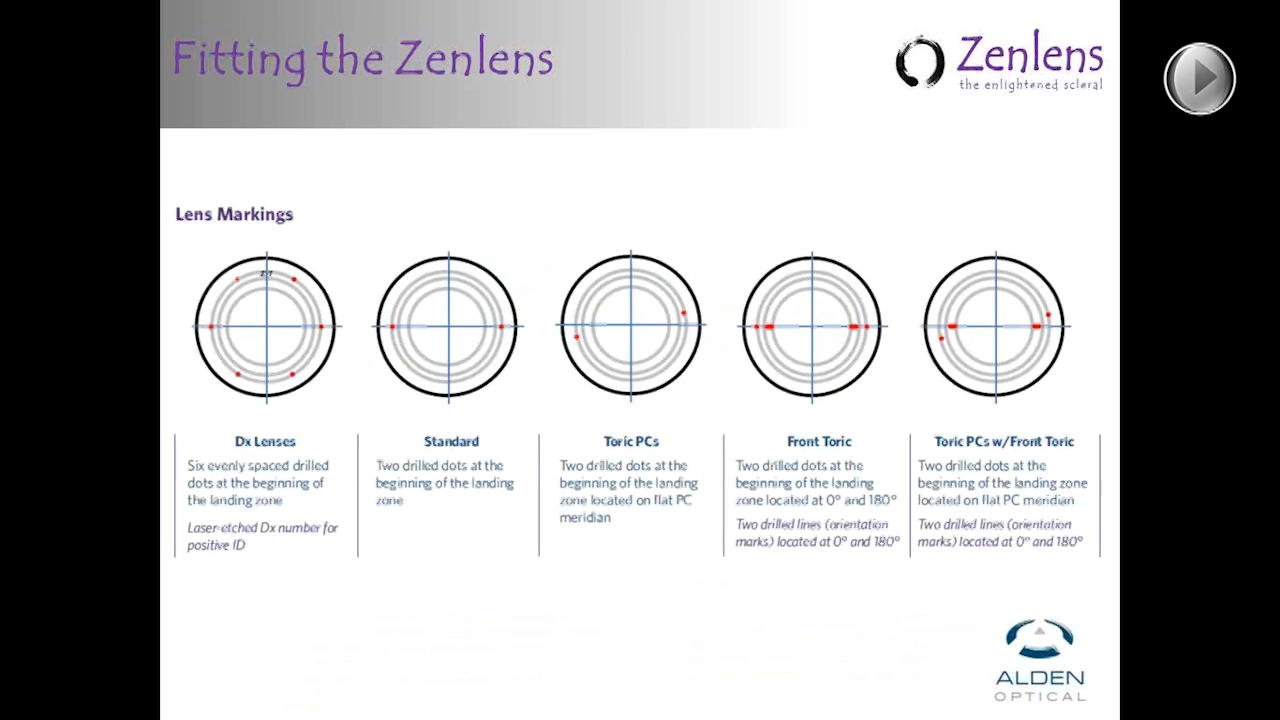 Fitting the Zenlens
Zenlens
the enlightened scleral
Lens Markings
Dx Lenses
Six evenly spaced drilled
dots at the beginning of
the landing zone
Laser-etched Dx number for
positive ID
Standard
Two drilled dots at the
beginning of the landing
zone
Toric PCs
Two drilled dots at the
beginning of the landing
zone located on flat PC
meridian
Front Toric
Two drilled dots at the
beginning of the landing
zone located at 0° and 180°
Two drilled lines (orientation
marks) located at 0° and 180°
Toric PCs w/Front Toric
Two drilled dots at the
beginning of the landing zone
located on flat PC meridian
Two drilled lines (orientation
marks) located at 0° and 180°
ALDEN
OPTICAL